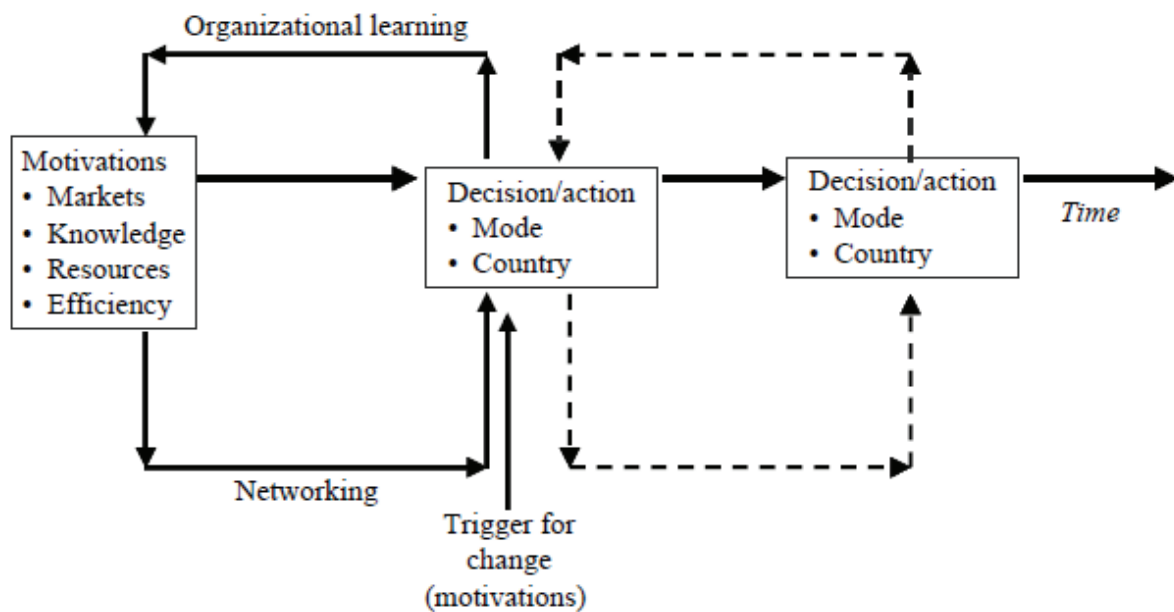 Organizational learning
Motivations
• Markets
• Knowledge
• Resources
• Efficiency
Decision/action
• Mode
• Country
Decision/action
• Mode
• Country
Time
Networking
Trigger for
change
(motivations)